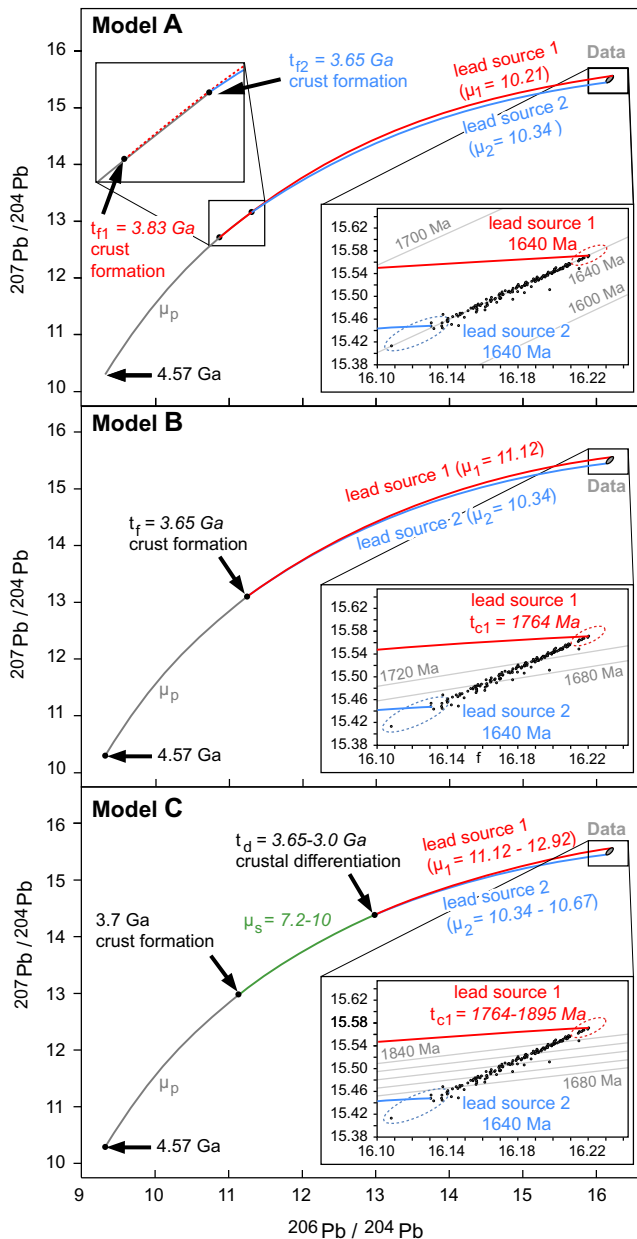 Model A
16
15
14
13
12
11
10
207Pb / 204Pb
tf2 = 3.65 Ga
crust formation
lead source 1
(μ1 = 10.21)
Data
lead source 2
(μ2 = 10.34 )
tf1 = 3.83 Ga
crust
formation
μp
4.57 Ga
15.62
15.58
15.54
15.50
15.46
15.42
15.38
1700 Ma
lead source 1
1640 Ma
1640 Ma
1600 Ma
lead source 2
1640 Ma
16.10
16.14
16.18
16.22
Model B
16
15
14
13
12
11
10
207Pb / 204Pb
lead source 1 (μ1 = 11.12)
Data
lead source 2 (μ2 = 10.34)
tf = 3.65 Ga
crust formation
μp
4.57 Ga
15.62
15.58
15.54
15.50
15.46
15.42
15.38
lead source 1
tc1 = 1764 Ma
1720 Ma
1680 Ma
lead source 2
1640 Ma
16.10
16.14
f
16.18
16.22
9
10
11
12
13
14
15
16
Model C
16
15
14
13
12
11
10
207Pb / 204Pb
td = 3.65-3.0 Ga
crustal differentiation
lead source 1
(μ1 = 11.12 - 12.92)
Data
lead source 2
(μ2 = 10.34 - 10.67)
3.7 Ga
crust formation
μs = 7.2-10
μp
4.57 Ga
15.62
15.58
15.54
15.50
15.46
15.42
15.38
lead source 1
tc1 = 1764-1895 Ma
1840 Ma
1680 Ma
lead source 2
1640 Ma
16.10
16.14
16.18
16.22
9
10
11
13
14
15
16
206Pb / 204Pb